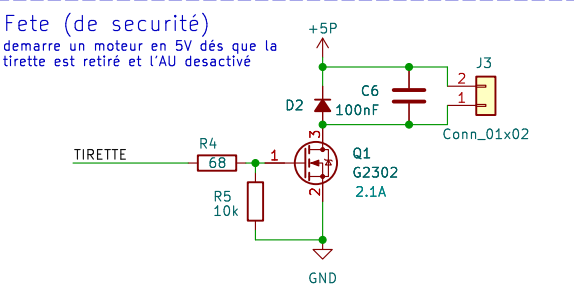 Fete (de securité)
demarre un moteur en 5V dés que la
tirette est retiré et l'AU desactivé
+5P
J3
2
1
Conn_01x02
C6
100nF
D2
3
Q1
G2302
2.1A
1
2
TIRETTE
R4
68
R5
10k
GND